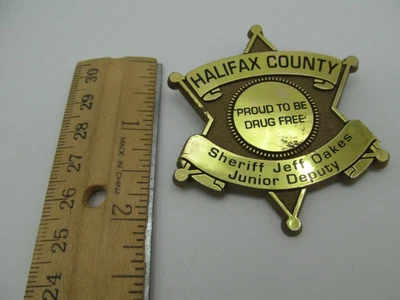 HALIFAX COUNTY
PROUD TO BE
DRUG FREE
Sheriff Jeff Oakes
Junior Deputy
30
29
28
27
26
25
24
1
2
MADE IN CHINA